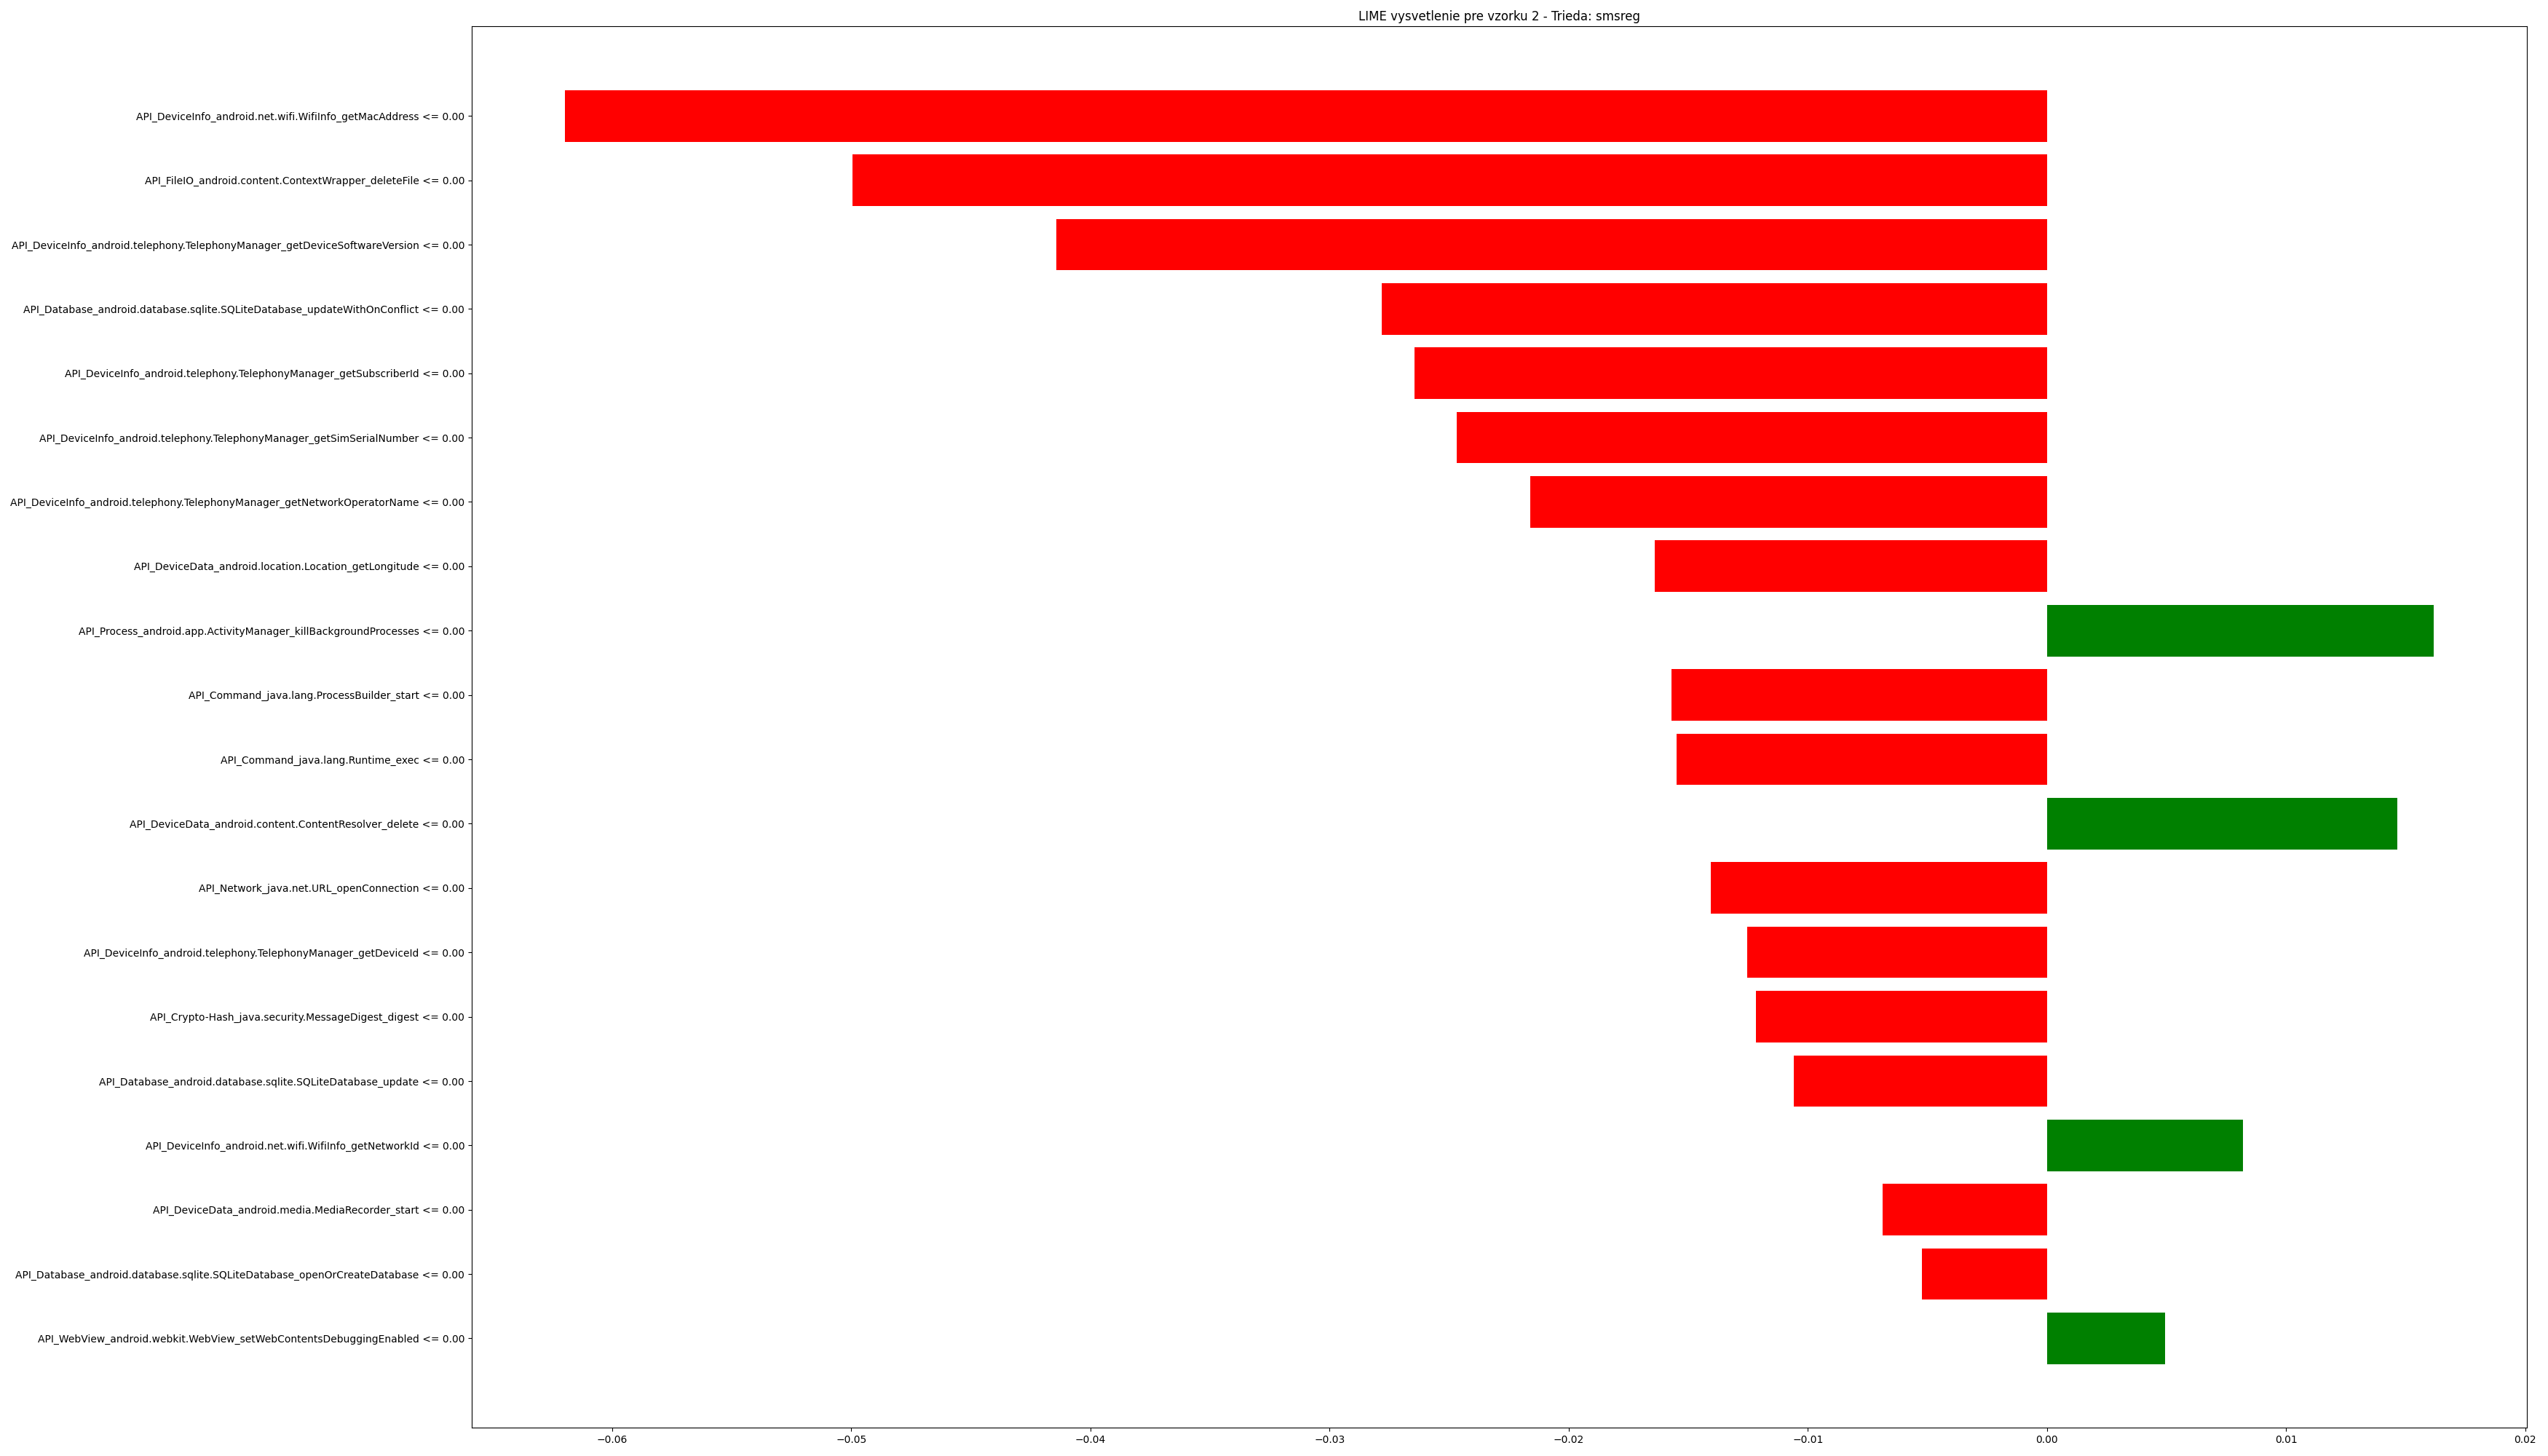 LIME vysvetlenie pre vzorku 2 - Trieda: smsreg
API_DeviceInfo_android.net.wifi.WifiInfo_getMacAddress <= 0.00
API_FileIO_android.content.ContextWrapper_deleteFile <= 0.00
API_DeviceInfo_android.telephony.TelephonyManager_getDeviceSoftwareVersion <= 0.00
API_Database_android.database.sqlite.SQLiteDatabase_updateWithOnConflict <= 0.00
API_DeviceInfo_android.telephony.TelephonyManager_getSubscriberId <= 0.00
API_DeviceInfo_android.telephony.TelephonyManager_getSimSerialNumber <= 0.00
API_DeviceInfo_android.telephony.TelephonyManager_getNetworkOperatorName <= 0.00
API_DeviceData_android.location.Location_getLongitude <= 0.00
API_Process_android.app.ActivityManager_killBackgroundProcesses <= 0.00
API_Command_java.lang.ProcessBuilder_start <= 0.00
API_Command_java.lang.Runtime_exec <= 0.00
API_DeviceData_android.content.ContentResolver_delete <= 0.00
API_Network_java.net.URL_openConnection <= 0.00
API_DeviceInfo_android.telephony.TelephonyManager_getDeviceId <= 0.00
API_Crypto-Hash_java.security.MessageDigest_digest <= 0.00
API_Database_android.database.sqlite.SQLiteDatabase_update <= 0.00
API_DeviceInfo_android.net.wifi.WifiInfo_getNetworkId <= 0.00
API_DeviceData_android.media.MediaRecorder_start <= 0.00
API_Database_android.database.sqlite.SQLiteDatabase_openOrCreateDatabase <= 0.00
API_WebView_android.webkit.WebView_setWebContentsDebuggingEnabled <= 0.00
−0.06 −0.05 −0.04 −0.03 −0.02 −0.01 0.00 0.01 0.02